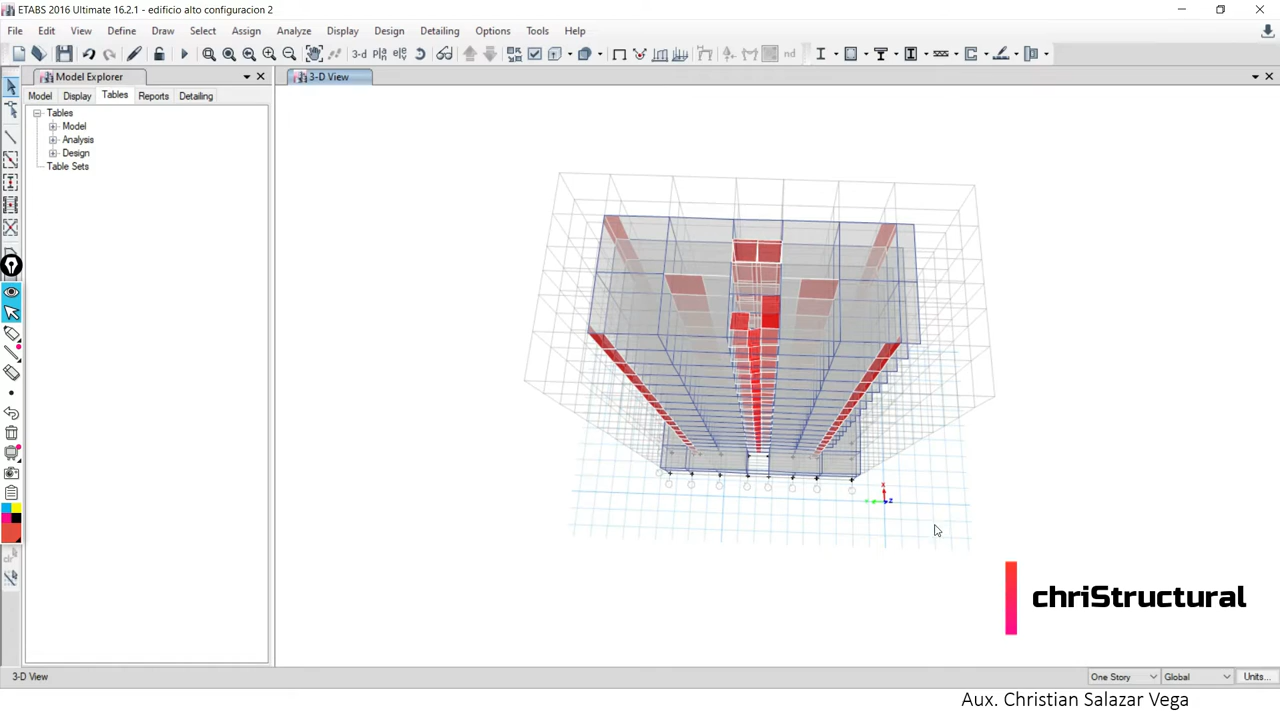 ETABS 2016 Ultimate 16.2.1 - edificio alto configuracion 2
File Edit View Define Draw Select Assign Analyze Display Design Detailing Options Tools Help
3-d
nd
Model Explorer
3-D View
Model Display Tables Reports Detailing
Tables
Model
Analysis
Design
Table Sets
x
z
chriStructural
3-D View
One Story Global Units...
Aux. Christian Salazar Vega